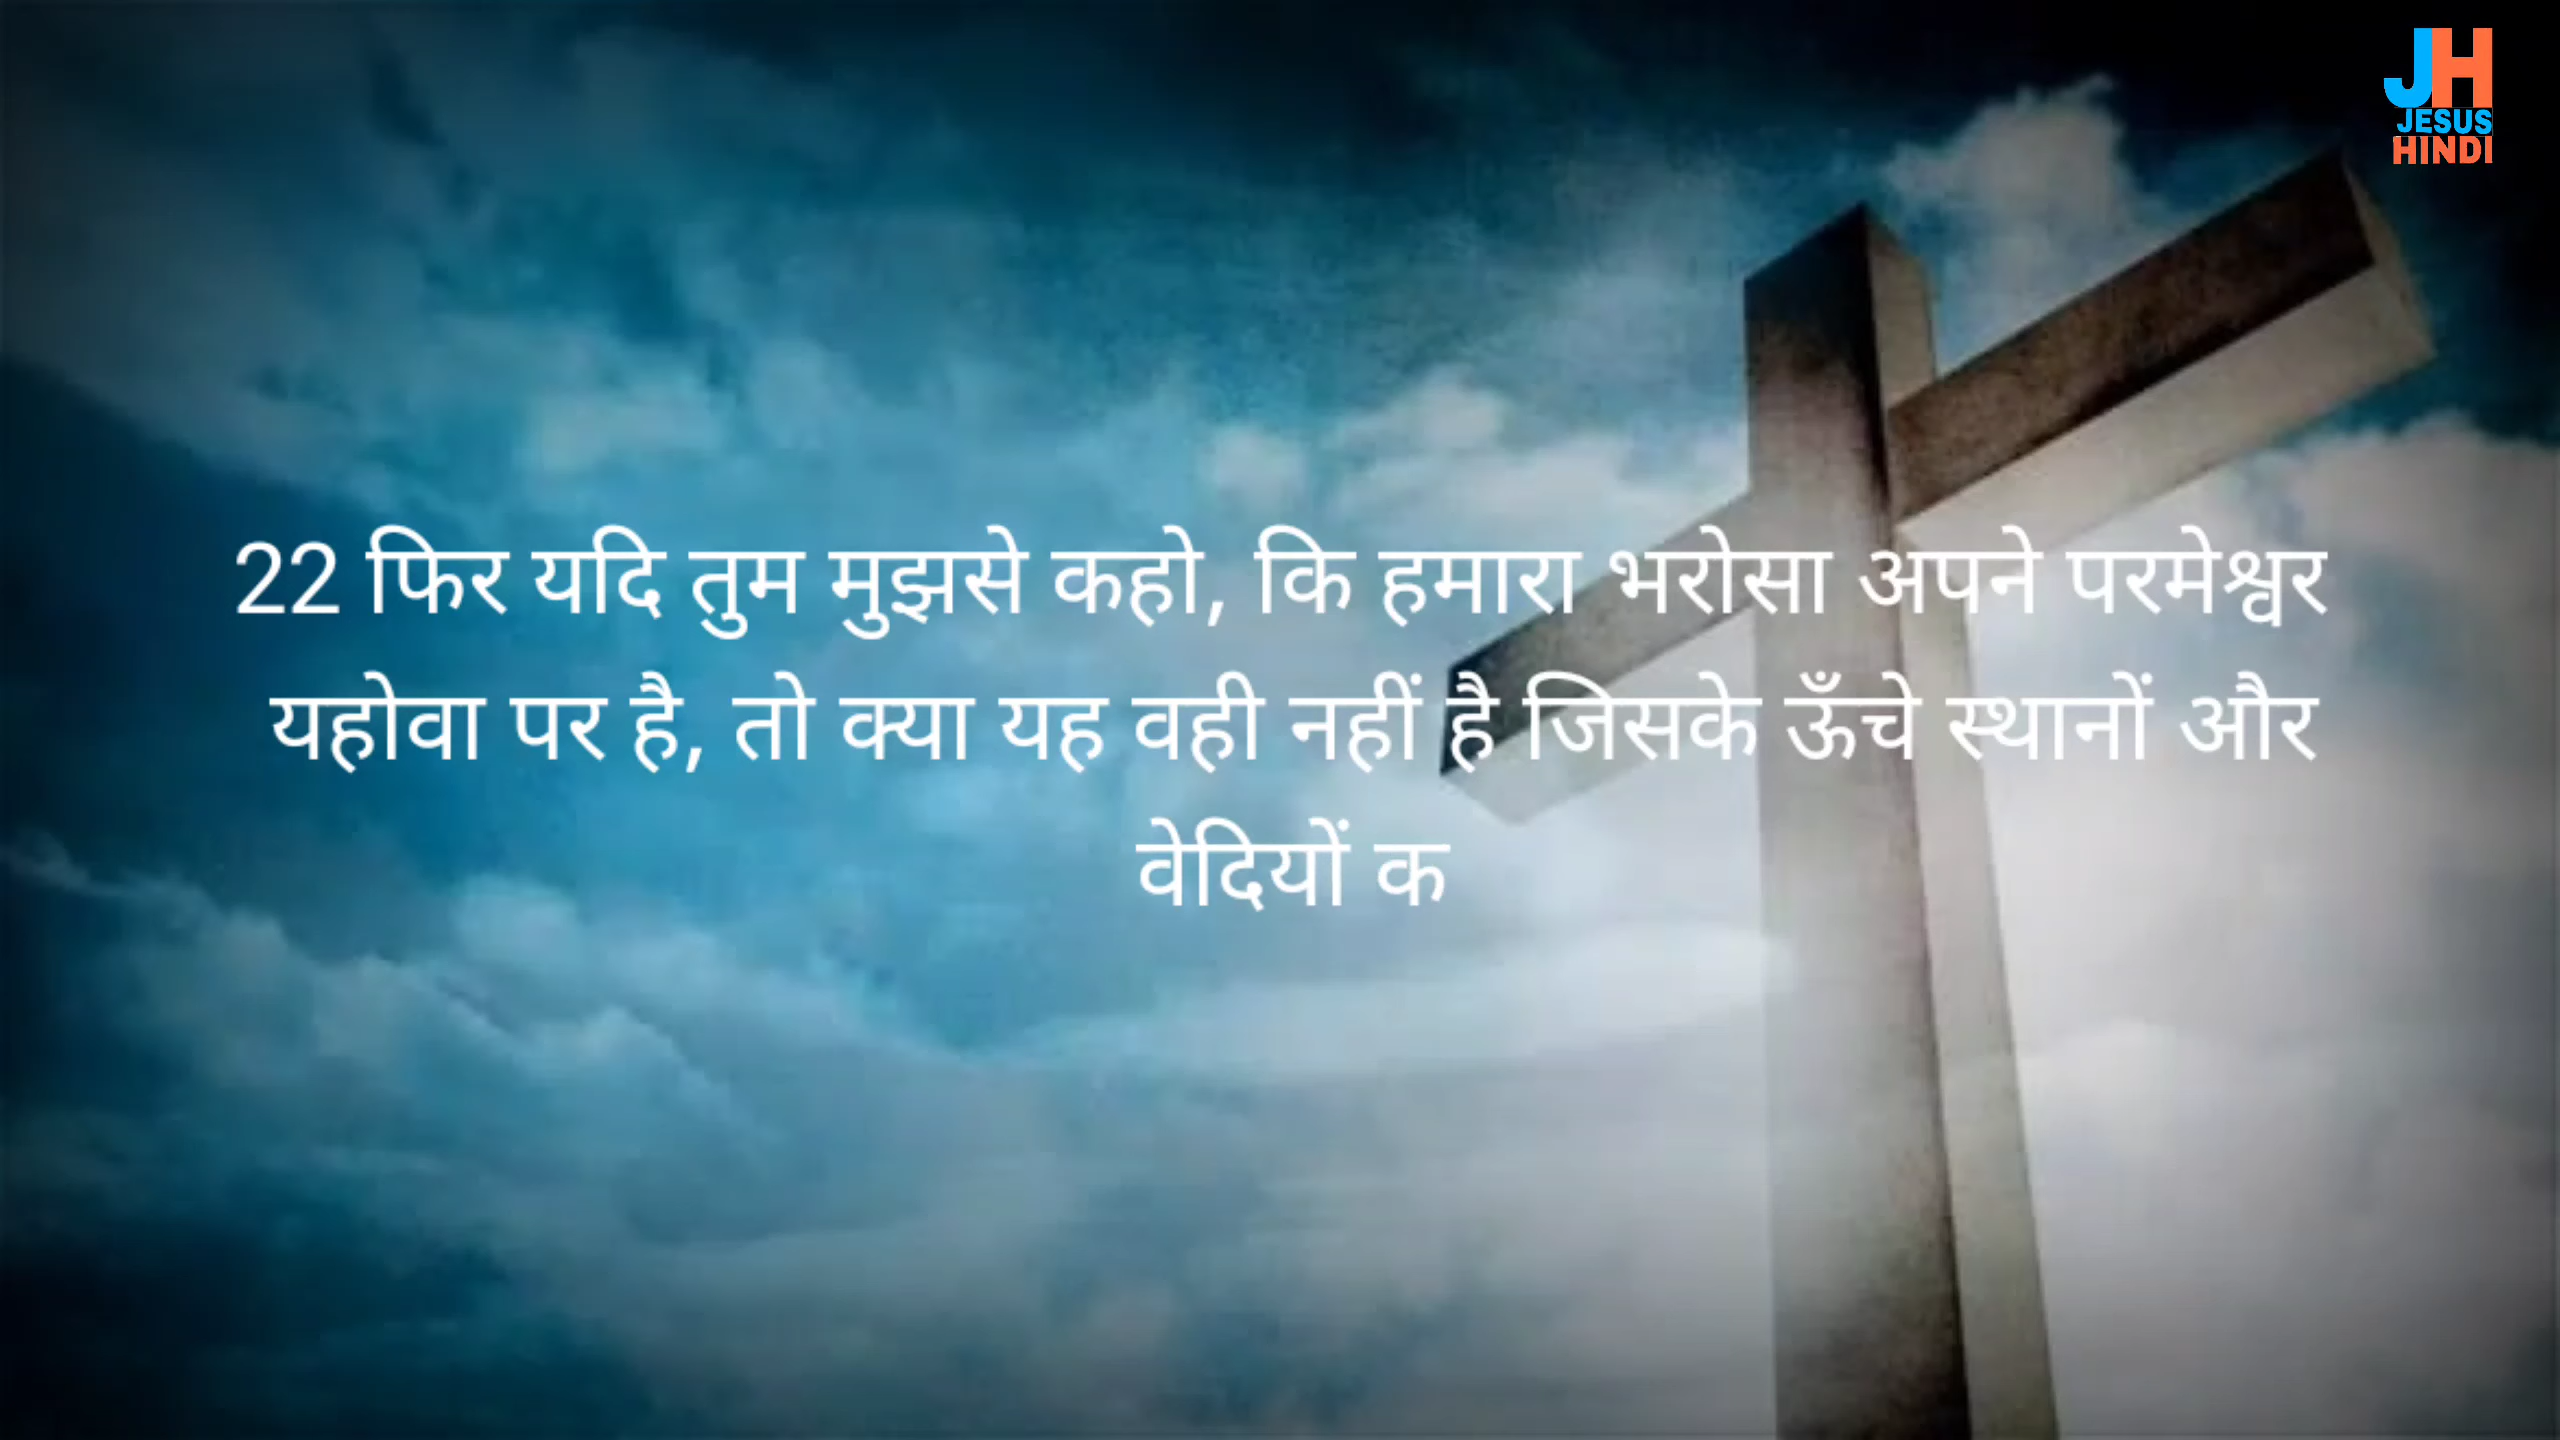 JH
JESUS
HINDI
22 फिर यदि तुम मुझसे कहो, कि हमारा भरोसा अपने परमेश्वर
यहोवा पर है, तो क्या यह वही नहीं है जिसके ऊँचे स्थानों और
वेदियों क